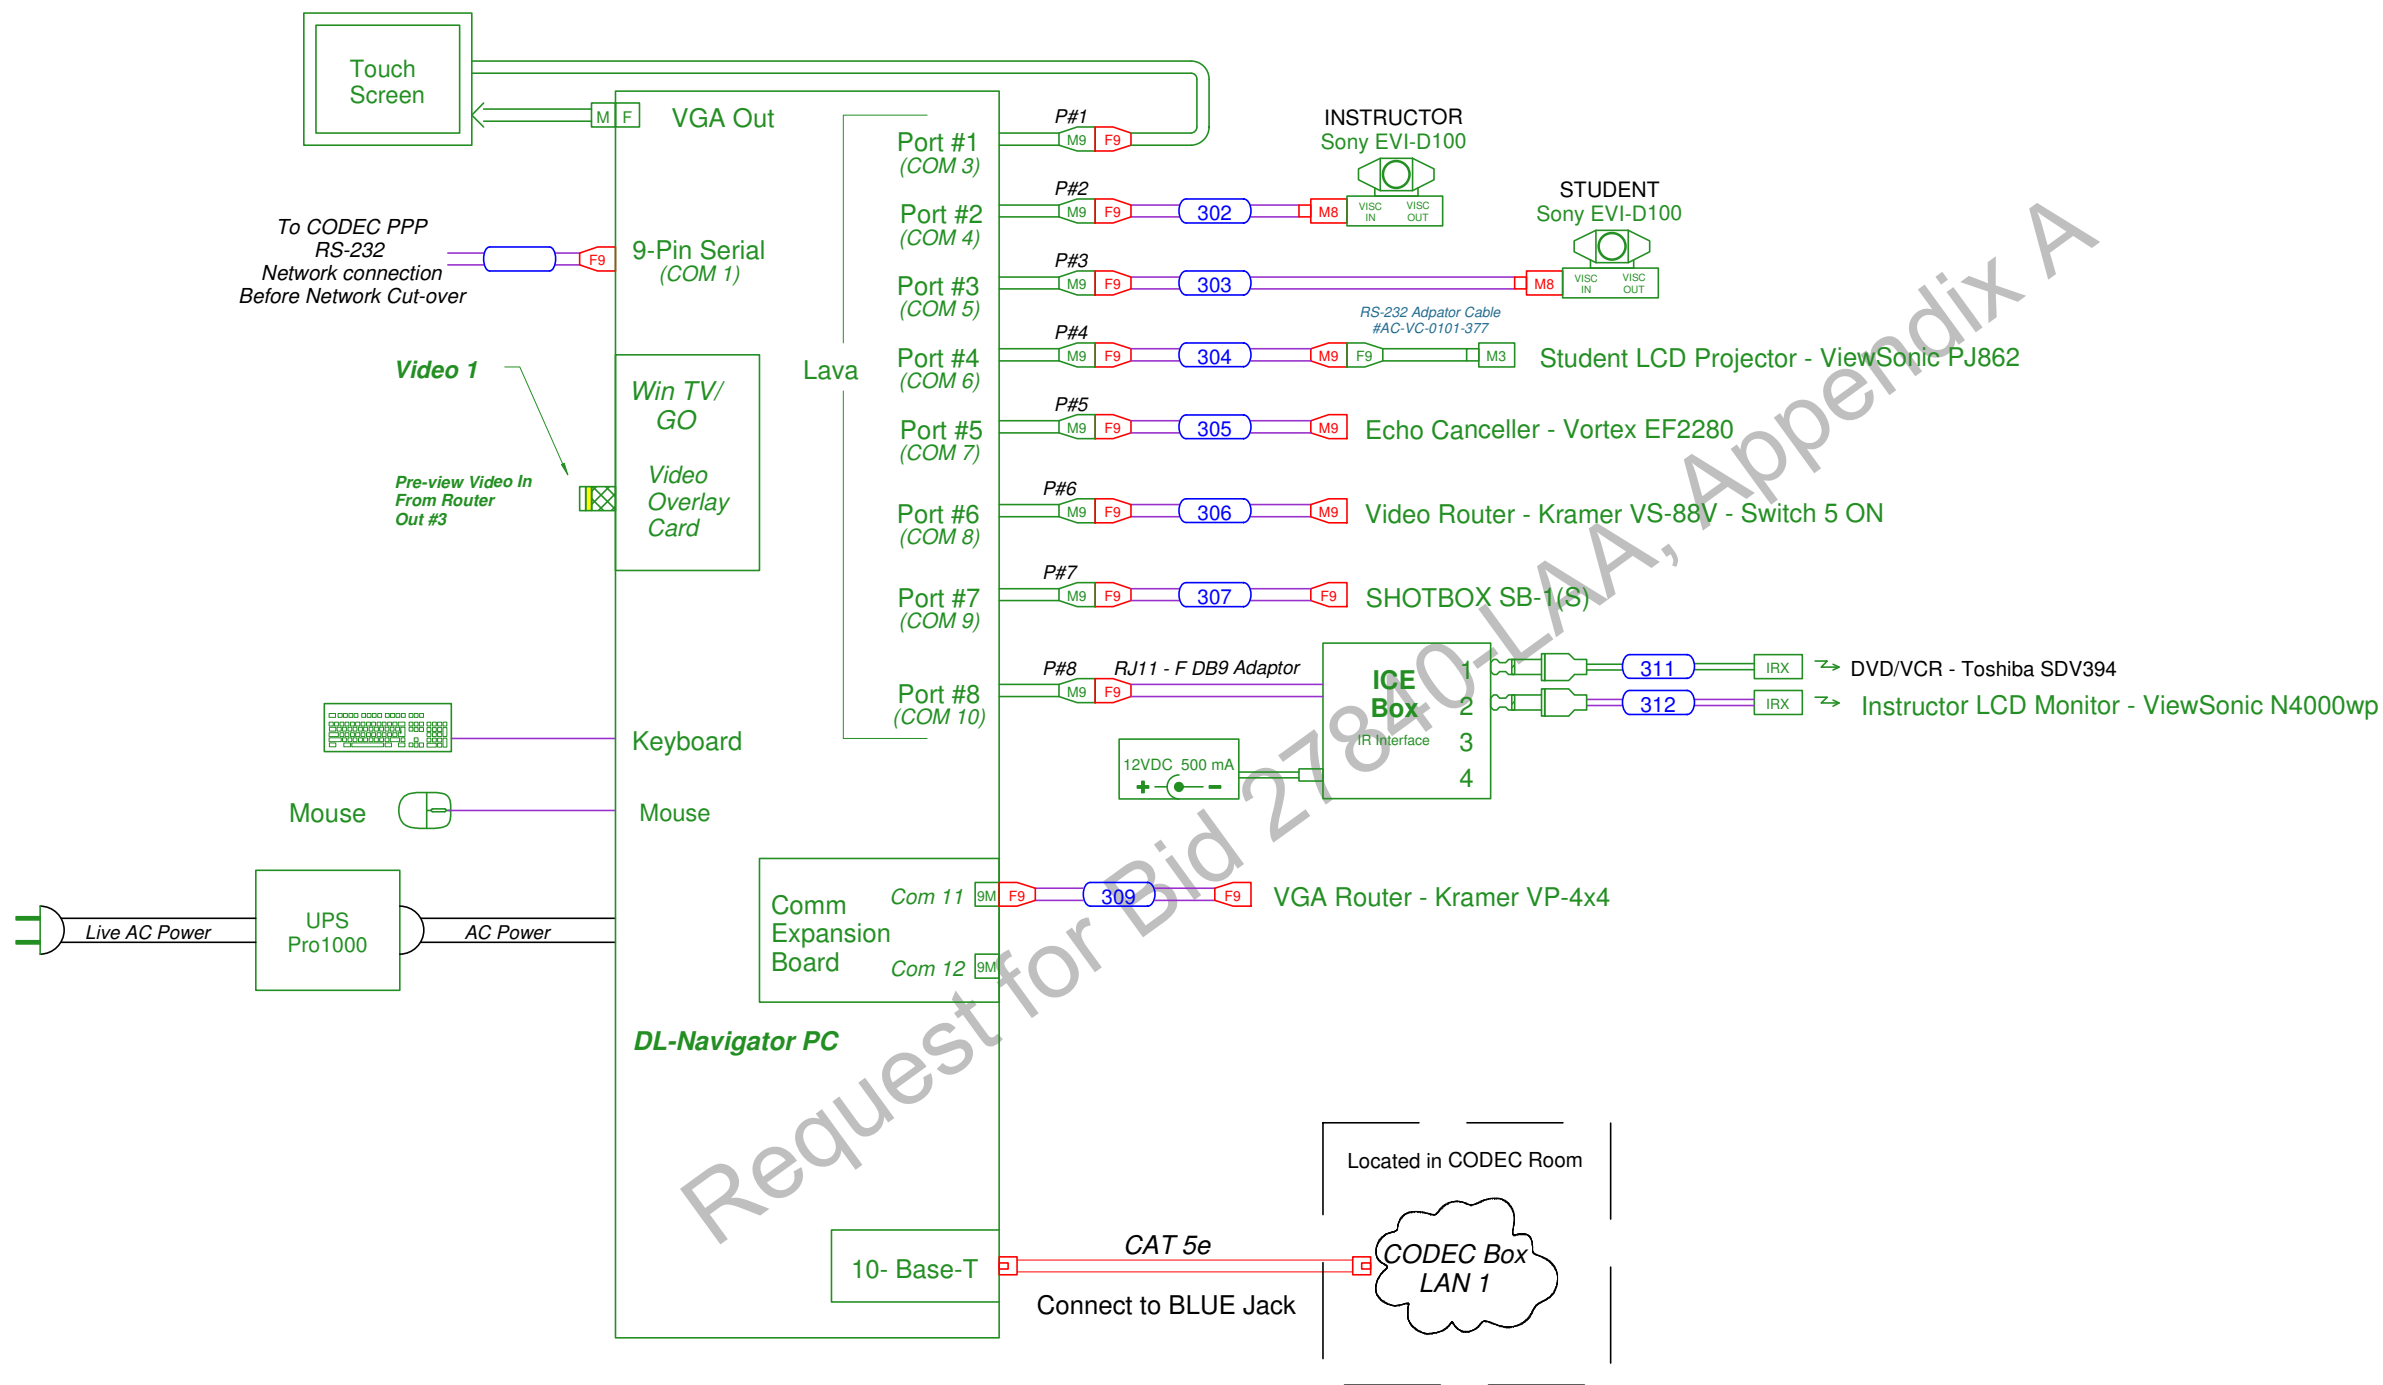 Touch
Screen
M
F
VGA Out
To CODEC PPP
RS-232
Network connection
Before Network Cut-over
F9
9-Pin Serial
(COM 1)
Video 1
Pre-view Video In
From Router
Out #3
Win TV/
GO
Video
Overlay
Card
Lava
Keyboard
Mouse
Mouse
Live AC Power
UPS
Pro1000
AC Power
Port #1
(COM 3)
P#1
M9
F9
Port #2
(COM 4)
P#2
M9
F9
302
M8
INSTRUCTOR
Sony EVI-D100
VISC
IN
VISC
OUT
Port #3
(COM 5)
P#3
M9
F9
303
M8
STUDENT
Sony EVI-D100
VISC
IN
VISC
OUT
Port #4
(COM 6)
P#4
M9
F9
304
M9
F9
RS-232 Adpator Cable
#AC-VC-0101-377
M3
Student LCD Projector - ViewSonic PJ862
Port #5
(COM 7)
P#5
M9
F9
305
M9
Echo Canceller - Vortex EF2280
Port #6
(COM 8)
P#6
M9
F9
306
M9
Video Router - Kramer VS-88V - Switch 5 ON
Port #7
(COM 9)
P#7
M9
F9
307
F9
SHOTBOX SB-1(S)
Port #8
(COM 10)
P#8
M9
F9
RJ11 - F DB9 Adaptor
ICE
Box
IR Interface
1
2
3
4
12VDC 500 mA
311
IRX
DVD/VCR - Toshiba SDV394
312
IRX
Instructor LCD Monitor - ViewSonic N4000wp
Comm
Expansion
Board
Com 11
9M
F9
309
F9
VGA Router - Kramer VP-4x4
Com 12
9M
DL-Navigator PC
10- Base-T
CAT 5e
Connect to BLUE Jack
Located in CODEC Room
CODEC Box
LAN 1
Request for Bid 27840-LAA, Appendix A